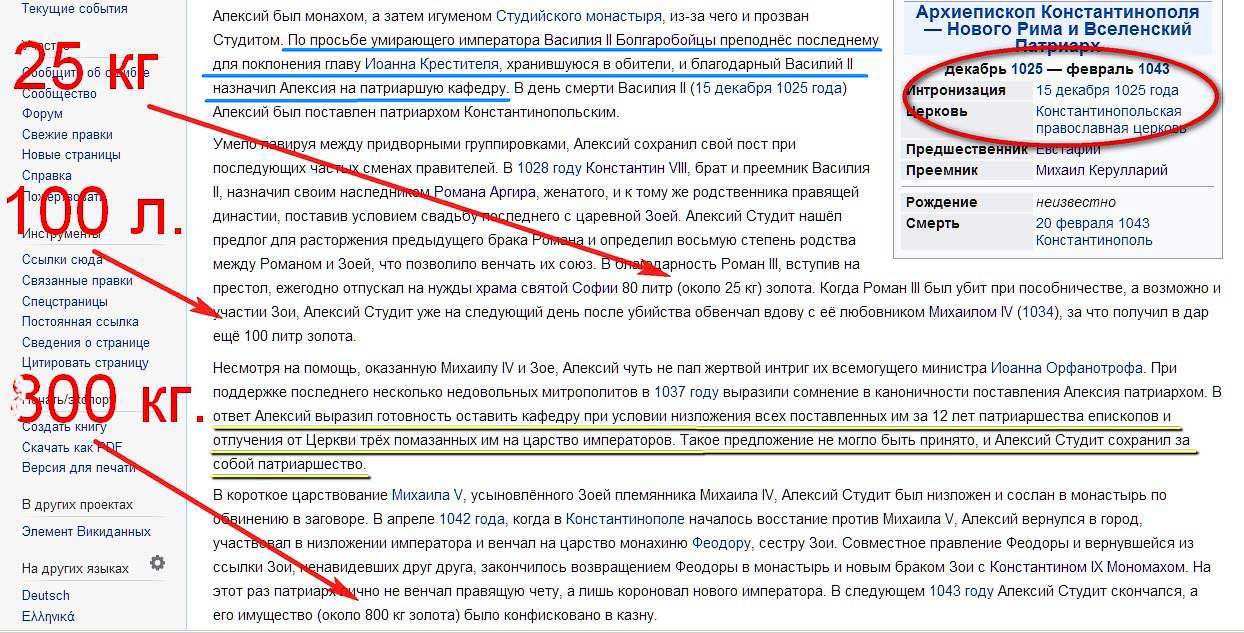 Текущие события
Участие
Сообщить об ошибке
Сообщество
Форум
Свежие правки
Новые страницы
Справка
Пожертвовать
Инструменты
Ссылки сюда
Связанные правки
Спецстраницы
Постоянная ссылка
Сведения о странице
Цитировать страницу
Печать/экспорт
Создать книгу
Скачать как PDF
Версия для печати
В других проектах
Элемент Викиданных
На других языках
Deutsch
Ελληνικά
25 кг
100 л.
300 кг.
Алексий был монахом, а затем игуменом Студийского монастыря, из-за чего и прозван
Студитом. По просьбе умирающего императора Василия II Болгаробойцы преподнёс последнему
для поклонения главу Иоанна Крестителя, хранившуюся в обители, и благодарный Василий II
назначил Алексия на патриаршую кафедру. В день смерти Василия II (15 декабря 1025 года)
Алексий был поставлен патриархом Константинопольским.
Умело лавируя между придворными группировками, Алексий сохранил свой пост при
последующих частых сменах правителей. В 1028 году Константин VIII, брат и преемник Василия
II, назначил своим наследником Романа Аргира, женатого, и к тому же родственника правящей
династии, поставив условием свадьбу последнего с царевной Зоей. Алексий Студит нашёл
предлог для расторжения предыдущего брака Романа и определил восьмую степень родства
между Романом и Зоей, что позволило венчать их союз. В благодарность Роман III, вступив на
престол, ежегодно отпускал на нужды храма святой Софии 80 литр (около 25 кг) золота. Когда Роман III был убит при пособничестве, а возможно и
участии Зои, Алексий Студит уже на следующий день после убийства обвенчал вдову с её любовником Михаилом IV (1034), за что получил в дар
ещё 100 литр золота.
Несмотря на помощь, оказанную Михаилу IV и Зое, Алексий чуть не пал жертвой интриг их всемогущего министра Иоанна Орфанотрофа. При
поддержке последнего несколько недовольных митрополитов в 1037 году выразили сомнение в каноничности поставления Алексия патриархом. В
ответ Алексий выразил готовность оставить кафедру при условии низложения всех поставленных им за 12 лет патриаршества епископов и
отлучения от Церкви трёх помазанных им на царство императоров. Такое предложение не могло быть принято, и Алексий Студит сохранил за
собой патриаршество.
В короткое царствование Михаила V, усыновлённого Зоей племянника Михаила IV, Алексий Студит был низложен и сослан в монастырь по
обвинению в заговоре. В апреле 1042 года, когда в Константинополе началось восстание против Михаила V, Алексий вернулся в город,
участвовал в низложении императора и венчал на царство монахиню Феодору, сестру Зои. Совместное правление Феодоры и вернувшейся из
ссылки Зои, ненавидевших друг друга, закончилось возвращением Феодоры в монастырь и новым браком Зои с Константином IX Мономахом. На
этот раз патриарх лично не венчал правящую чету, а лишь короновал нового императора. В следующем 1043 году Алексий Студит скончался, а
его имущество (около 800 кг золота) было конфисковано в казну.
Архиепископ Константинополя
— Нового Рима и Вселенский
Патриарх
декабрь 1025 — февраль 1043
Интронизация 15 декабря 1025 года
Церковь Константинопольская
православная церковь
Предшественник Евстафий
Преемник Михаил Керулларий
Рождение неизвестно
Смерть 20 февраля 1043
Константинополь